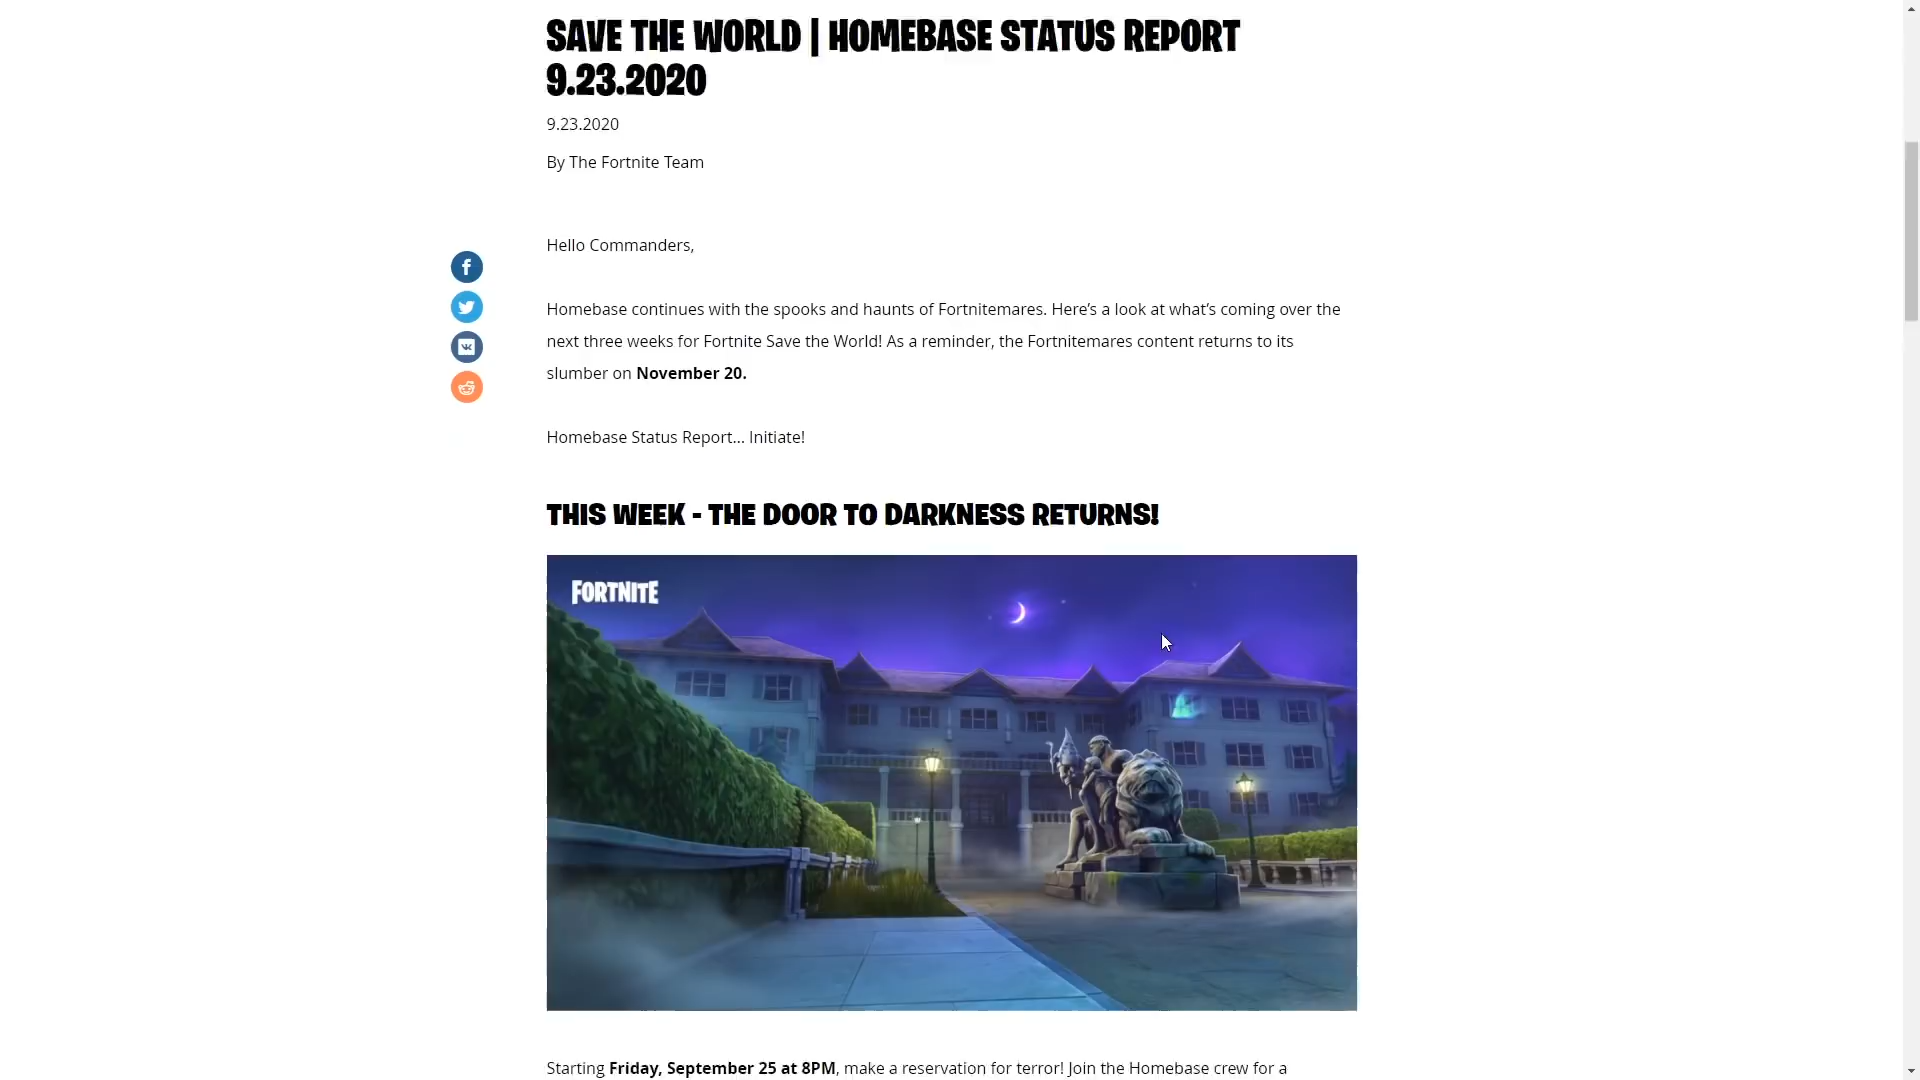 SAVE THE WORLD | HOMEBASE STATUS REPORT
9.23.2020
9.23.2020
By The Fortnite Team
Hello Commanders,
Homebase continues with the spooks and haunts of Fortnitemares. Here’s a look at what’s coming over the
next three weeks for Fortnite Save the World! As a reminder, the Fortnitemares content returns to its
slumber on November 20.
Homebase Status Report... Initiate!
THIS WEEK - THE DOOR TO DARKNESS RETURNS!
FORTNITE
Starting Friday, September 25 at 8PM, make a reservation for terror! Join the Homebase crew for a